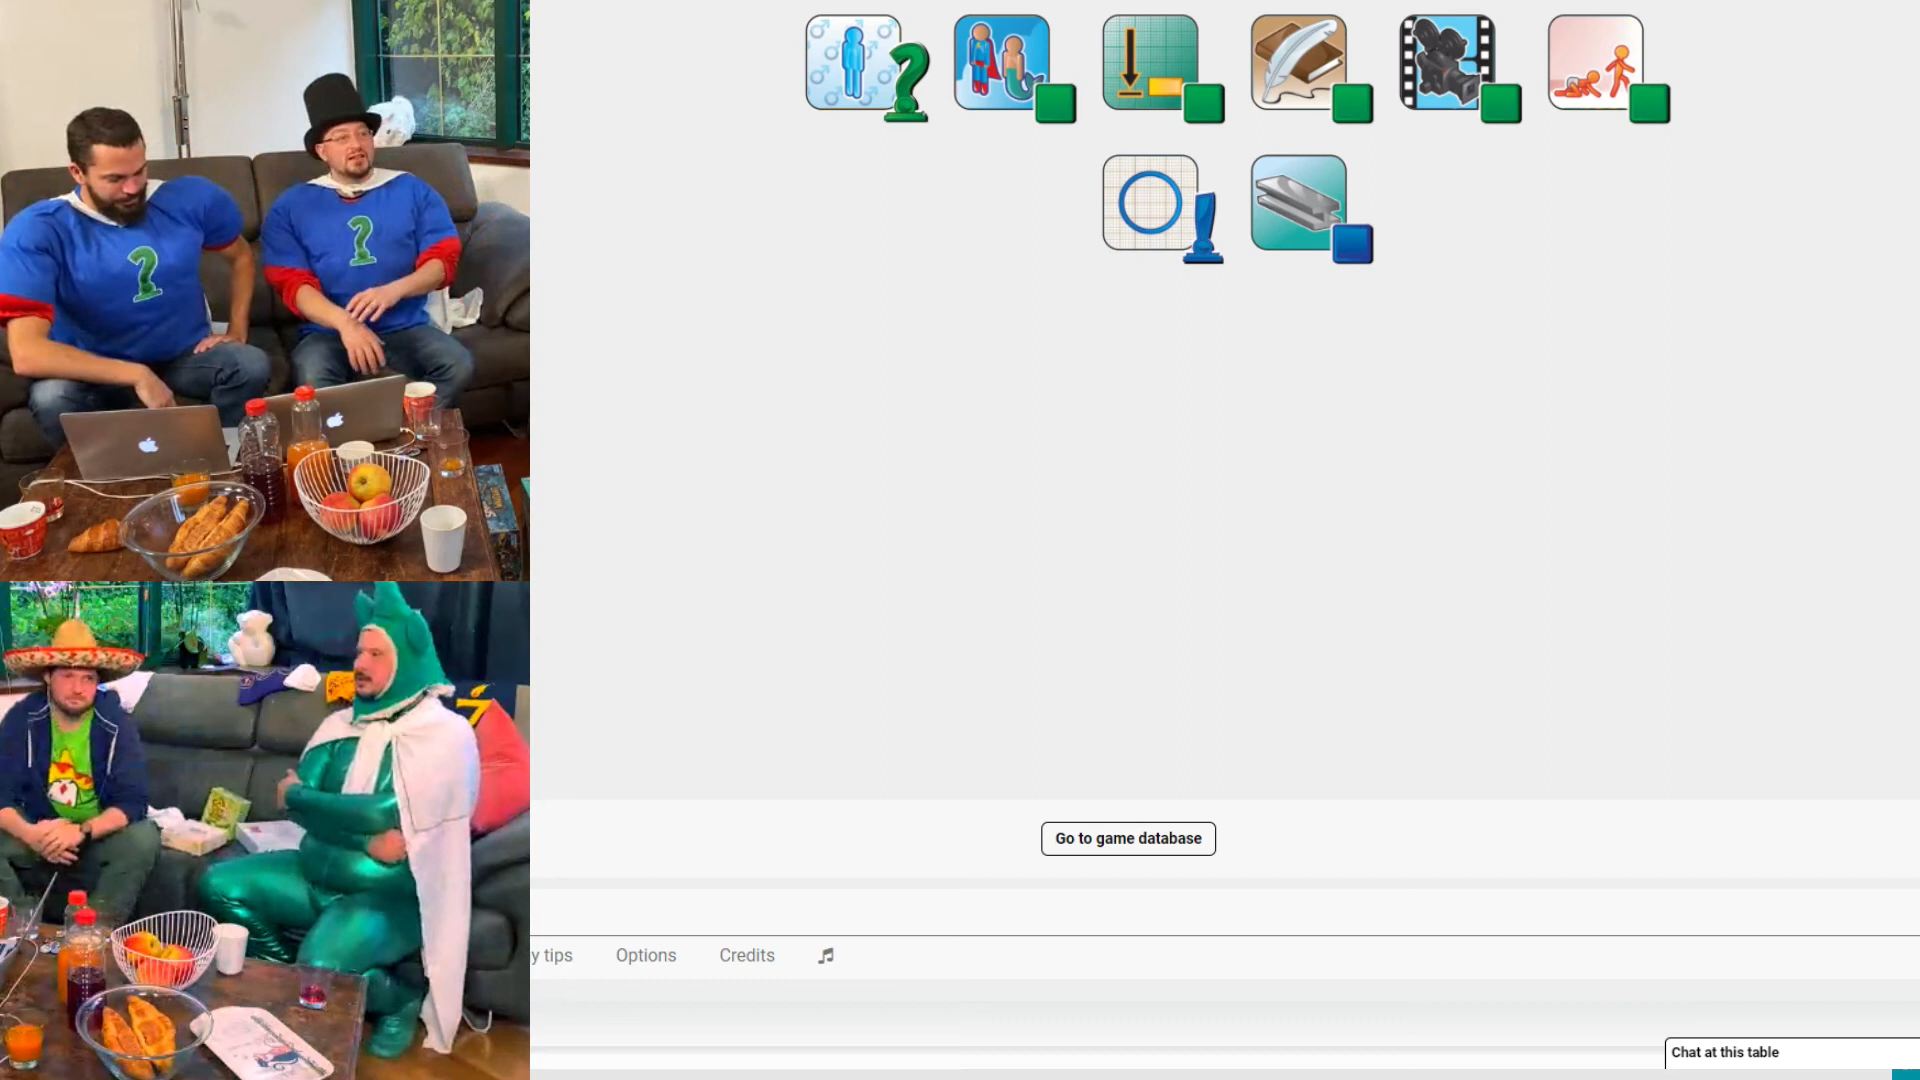 ?
?
Go to game database
y tips Options Credits
Chat at this table